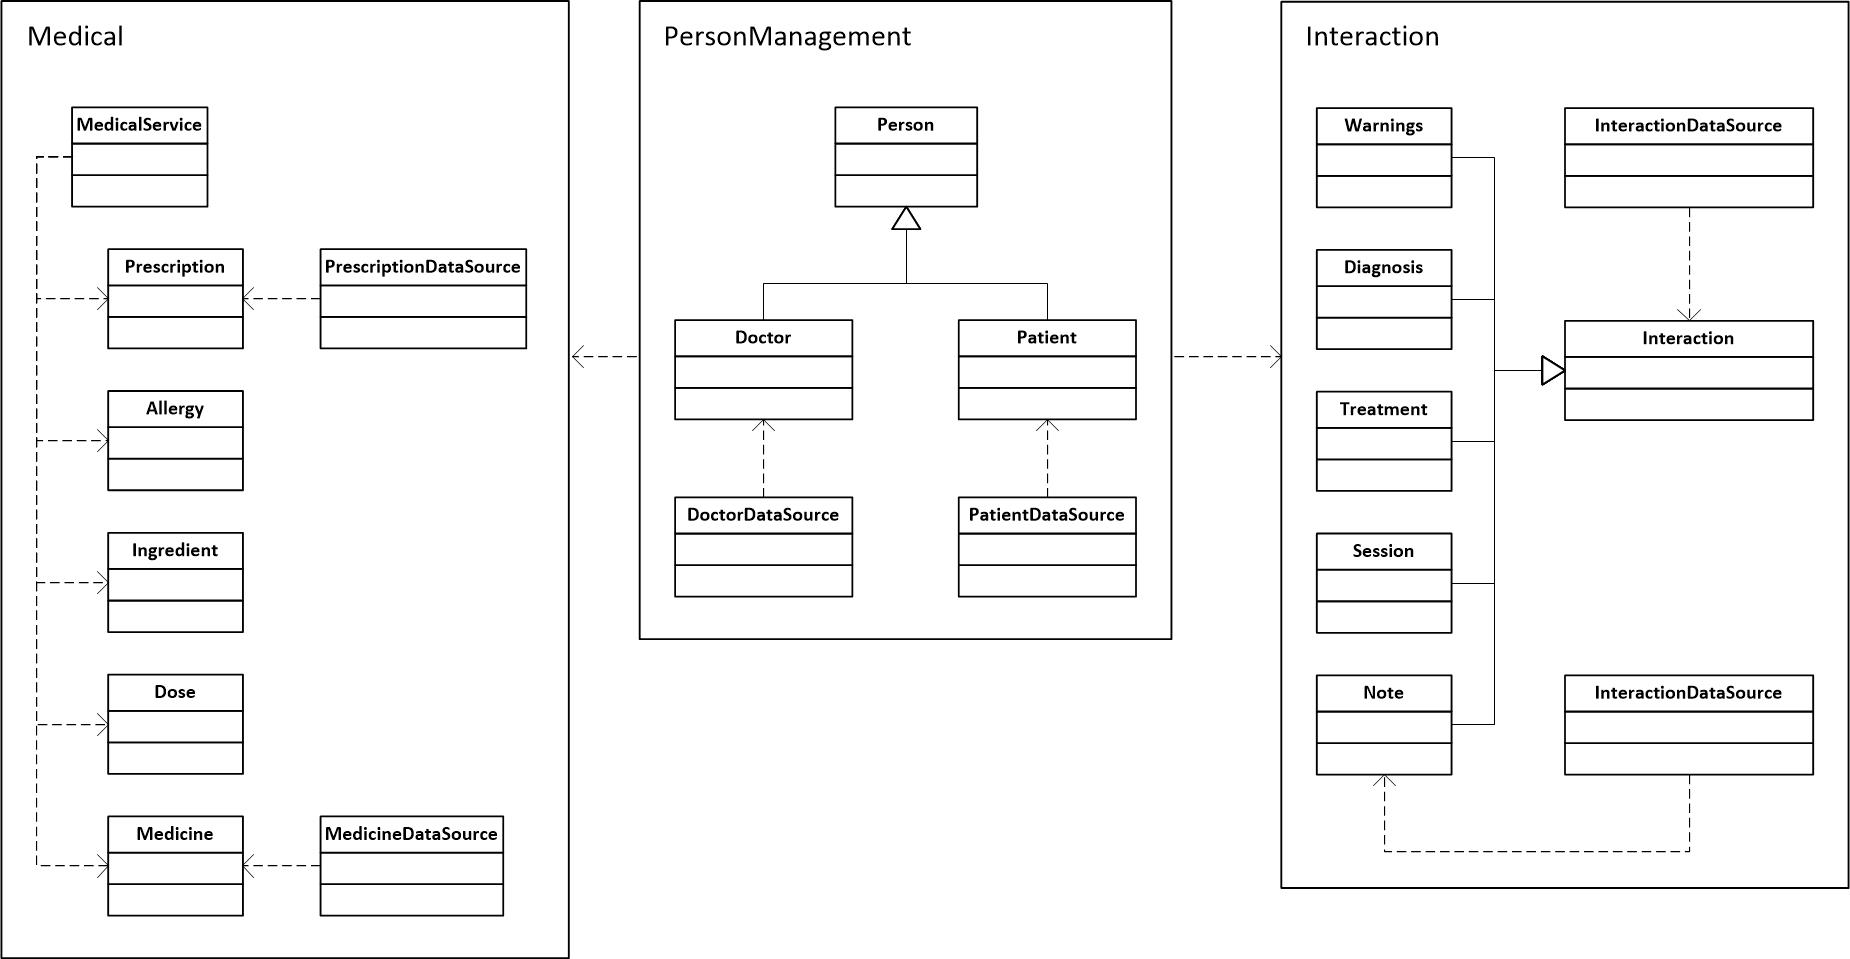 Medical
MedicalService
Prescription
PrescriptionDataSource
Allergy
Ingredient
Dose
Medicine
MedicineDataSource
PersonManagement
Person
Doctor
Patient
DoctorDataSource
PatientDataSource
Interaction
Warnings
InteractionDataSource
Diagnosis
Interaction
Treatment
Session
Note
InteractionDataSource